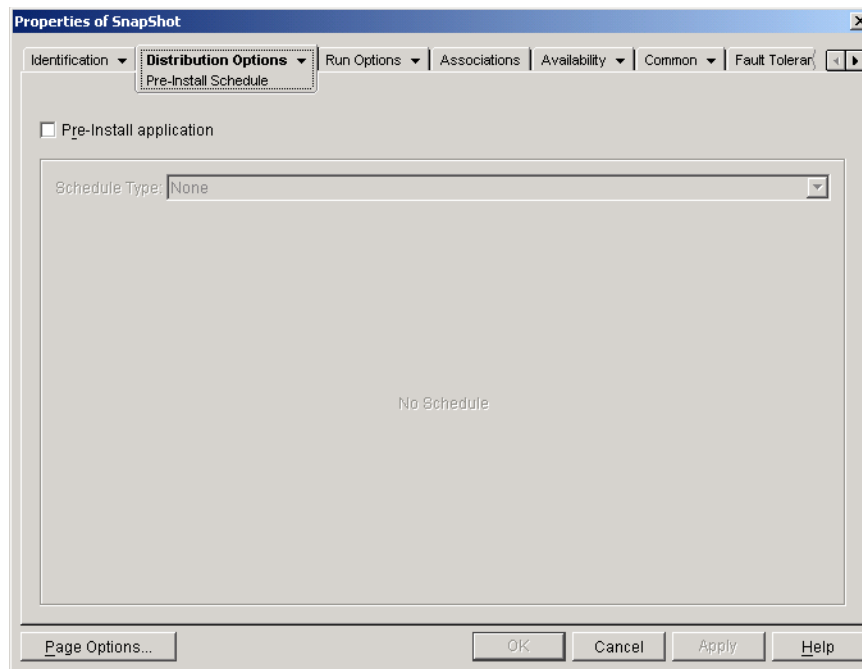 Properties of SnapShot
Identification Distribution Options Run Options Associations Availability Common Fault
Pre-Install Schedule
Pre-Install application
Schedule Type: None
No Schedule
Page Options... OK Cancel Apply Help